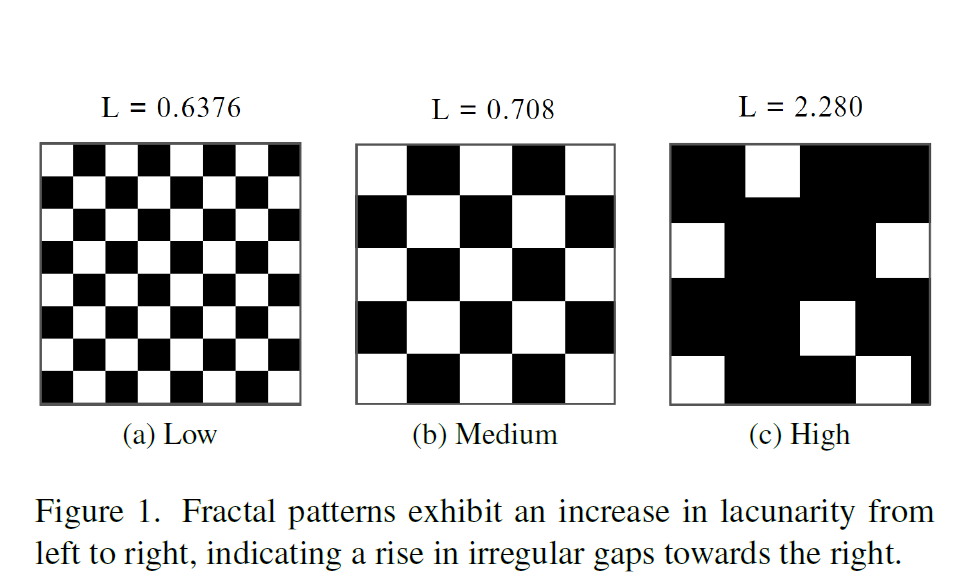 L = 0.6376
L = 0.708
L = 2.280
(a) Low
(b) Medium
(c) High
Figure 1. Fractal patterns exhibit an increase in lacunarity from
left to right, indicating a rise in irregular gaps towards the right.